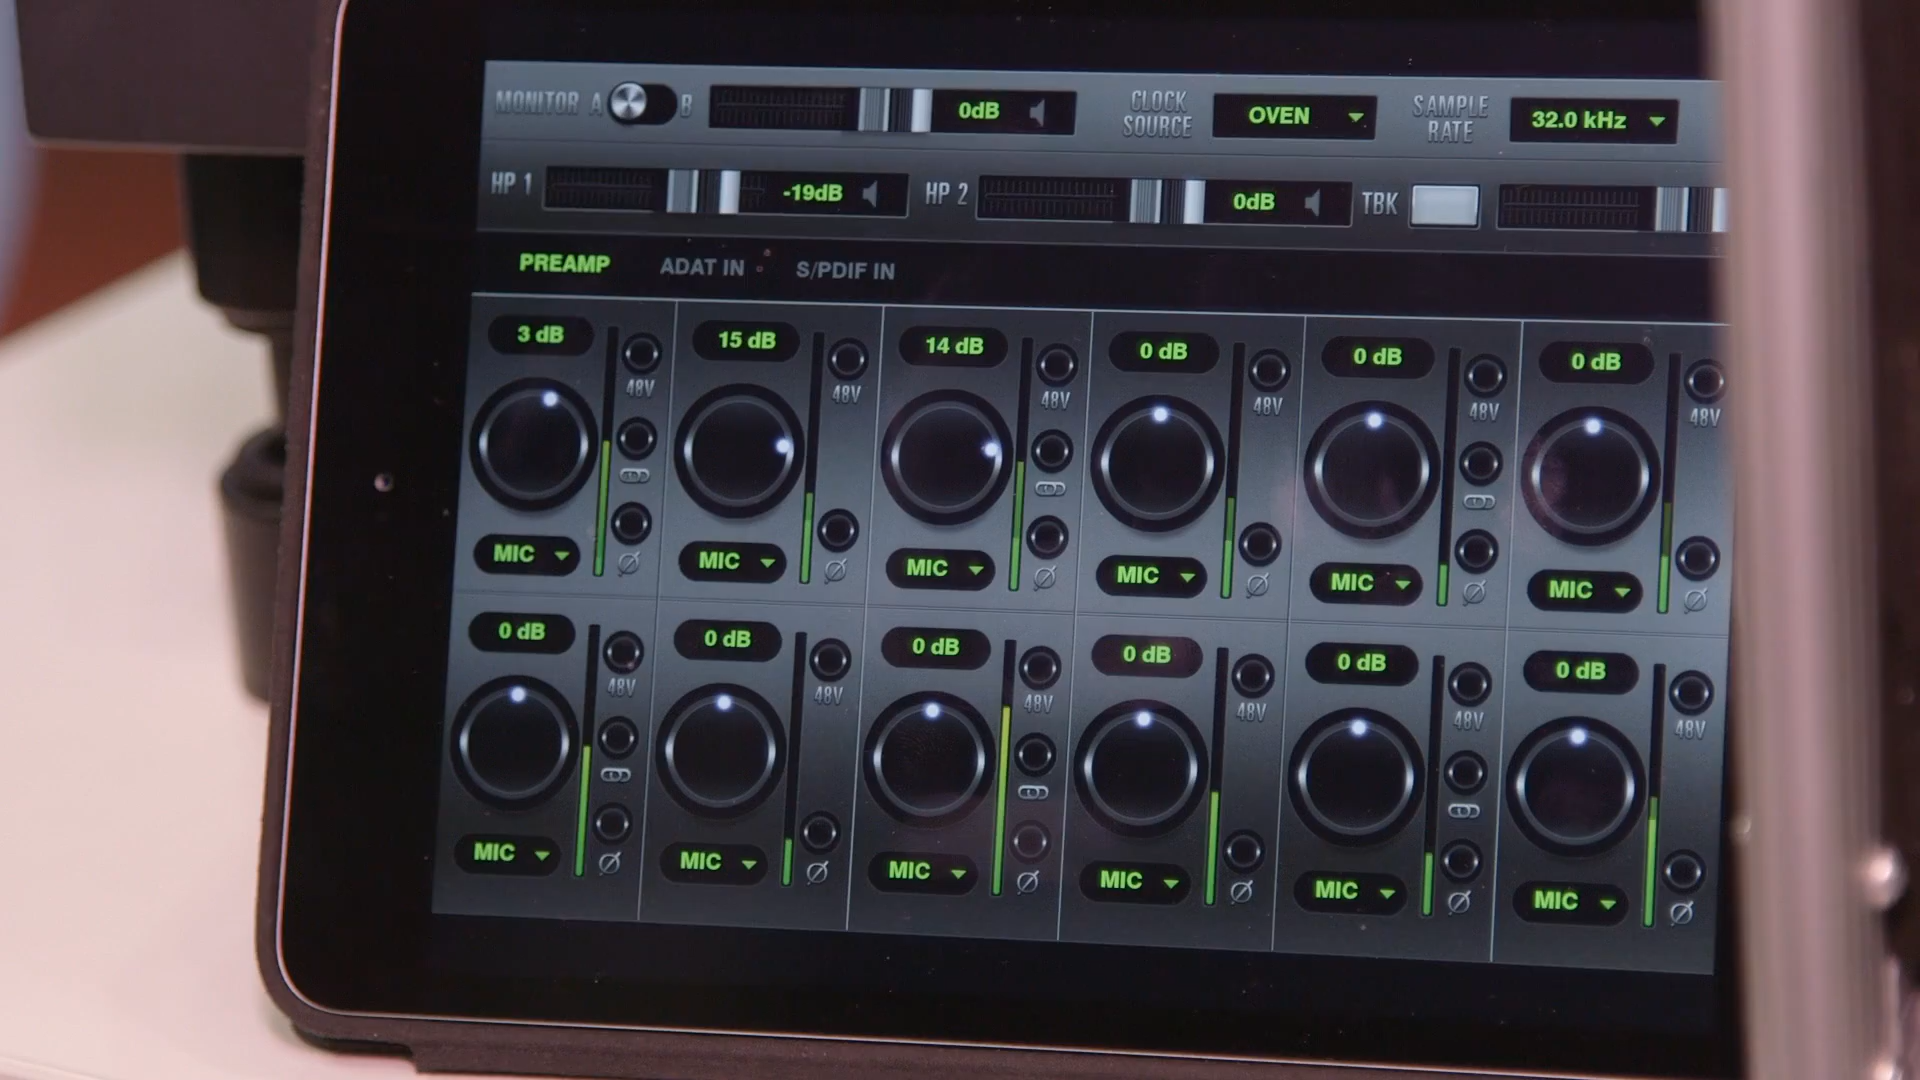 MONITOR A B 0dB CLOCK SOURCE OVEN SAMPLE RATE 32.0 kHz
HP 1 -19dB HP 2 0dB TBK
PREAMP ADAT IN S/PDIF IN
3 dB 15 dB 14 dB 0 dB 0 dB 0 dB
48V 48V 48V 48V 48V 48V
MIC MIC MIC MIC MIC MIC
0 dB 0 dB 0 dB 0 dB 0 dB 0 dB
48V 48V 48V 48V 48V 48V
MIC MIC MIC MIC MIC MIC